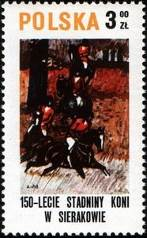 POLSKA 3 00
ZŁ
150-LECIE STADNINY KONI
W SIERAKOWIE